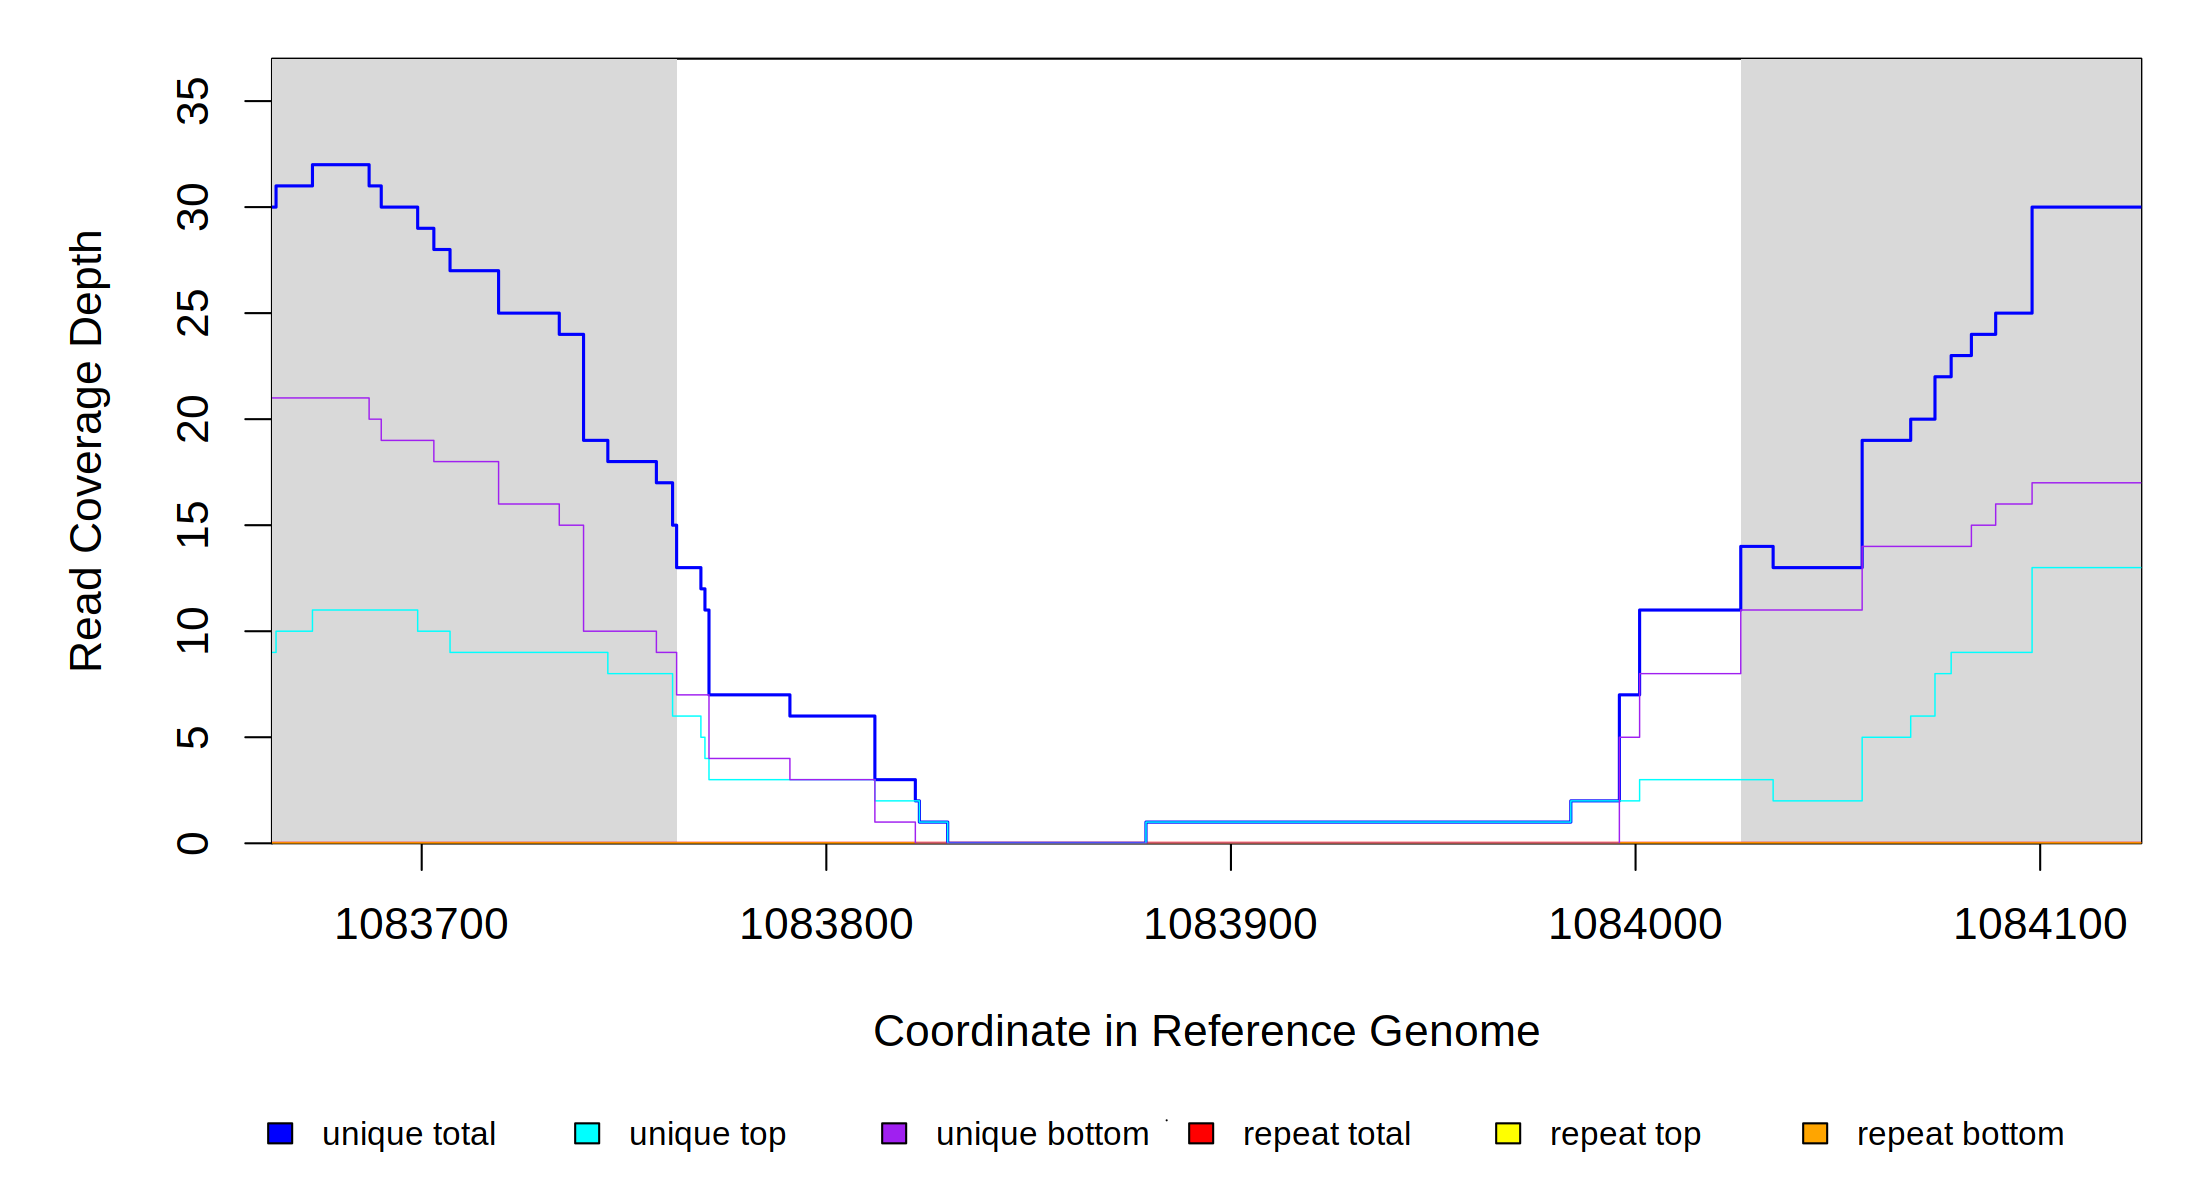 35
30
25
20
15
10
5
0
Read Coverage Depth
1083700 1083800 1083900 1084000 1084100
Coordinate in Reference Genome
unique total unique top unique bottom repeat total repeat top repeat bottom